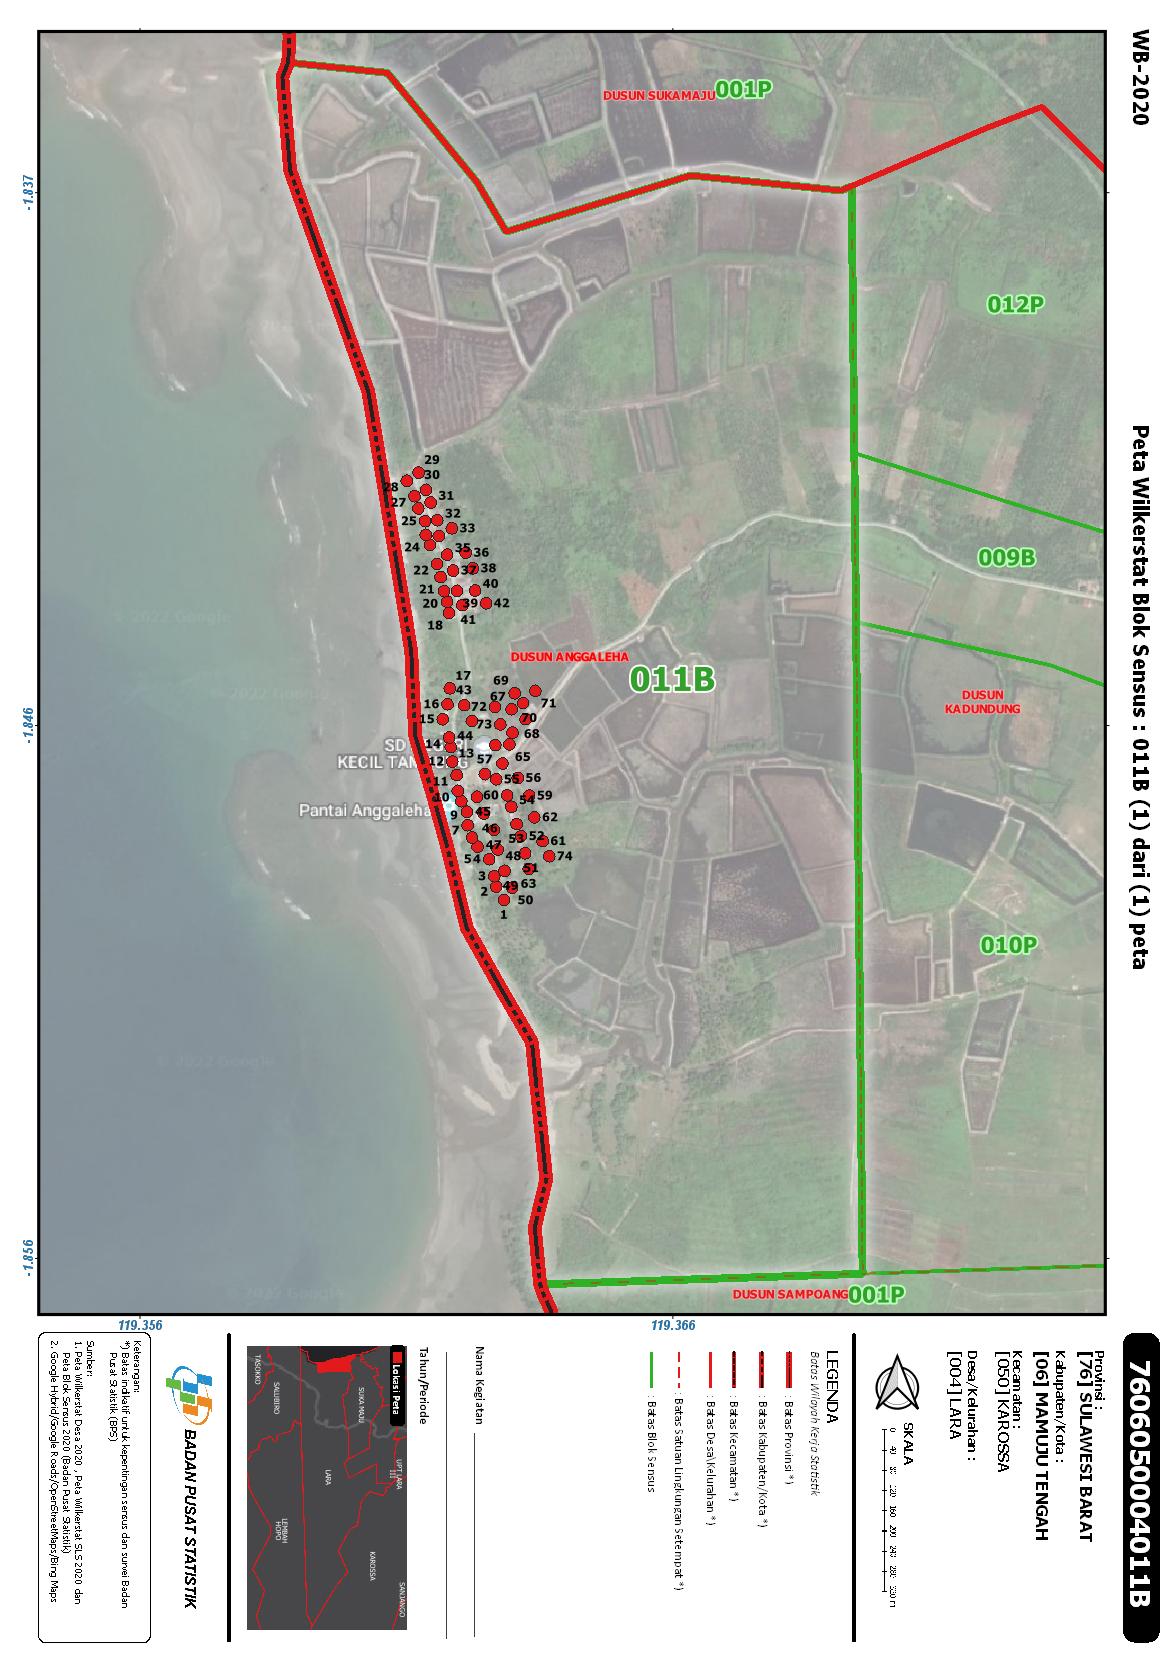 WB-2020
Peta Wilkerstat Blok Sensus : 011B (1) dari (1) peta
7606050004011B
DUSUN SUKAMAJU 001P
012P
009B
DUSUN ANGGALEHA
011B
DUSUN
KADUNDUNG
010P
DUSUN SAMPOANG 001P
KECIL
Pantai Anggaleha
29
30
28
31
27
32
25
33
24
35
36
22
37
38
21
40
20
39
42
41
18
17
69
43
67
71
16
72
15
73
70
44
68
14
13
12
57
65
11
55
56
10
60
59
54
9
45
62
7
46
53
52
61
47
54
48
74
51
3
2
49
63
50
1
-1.837
-1.846
-1.856
119.356
119.366
© 2022 Google
Provinsi :
[76] SULAWESI BARAT
Kabupaten/Kota :
[06] MAMUJU TENGAH
Kecamatan :
[050] KAROSSA
Desa/Kelurahan :
[004] LARA
SKALA
0 40 80 120 160 200 240 280 320 m
LEGENDA
Batas Wilayah Kerja Statistik
: Batas Provinsi *)
: Batas Kabupaten/Kota *)
: Batas Kecamatan *)
: Batas Desa\Kelurahan *)
: Batas Satuan Lingkungan Setempat *)
: Batas Blok Sensus
Nama Kegiatan
Tahun/Periode
Lokasi Peta
UPT LARA
III
SANJANGO
SUKA MAJU
KAROSSA
LARA
SALUBIRO
LEMBAH
HOPO
TASOKKO
BADAN PUSAT STATISTIK
Keterangan:
*) Batas indikatif untuk kepentingan sensus dan survei Badan
Pusat Statistik (BPS)
Sumber:
1. Peta Wilkerstat Desa 2020 , Peta Wilkerstat SLS 2020 dan
Peta Blok Sensus 2020 (Badan Pusat Statistik)
2. Google Hybrid/Google Roads/OpenStreetMaps/Bing Maps